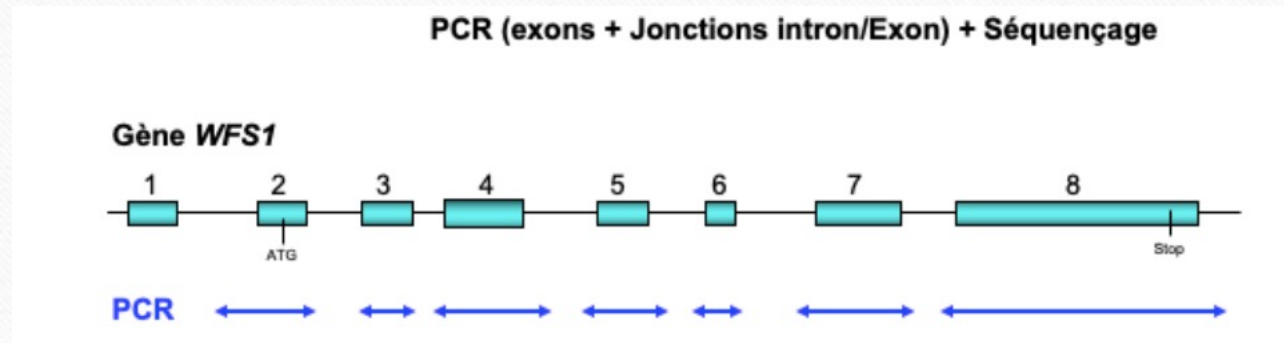 PCR (exons + Jonctions intron/Exon) + Séquençage
Gène WFS1
1 2 3 4 5 6 7 8
ATG Stop
PCR